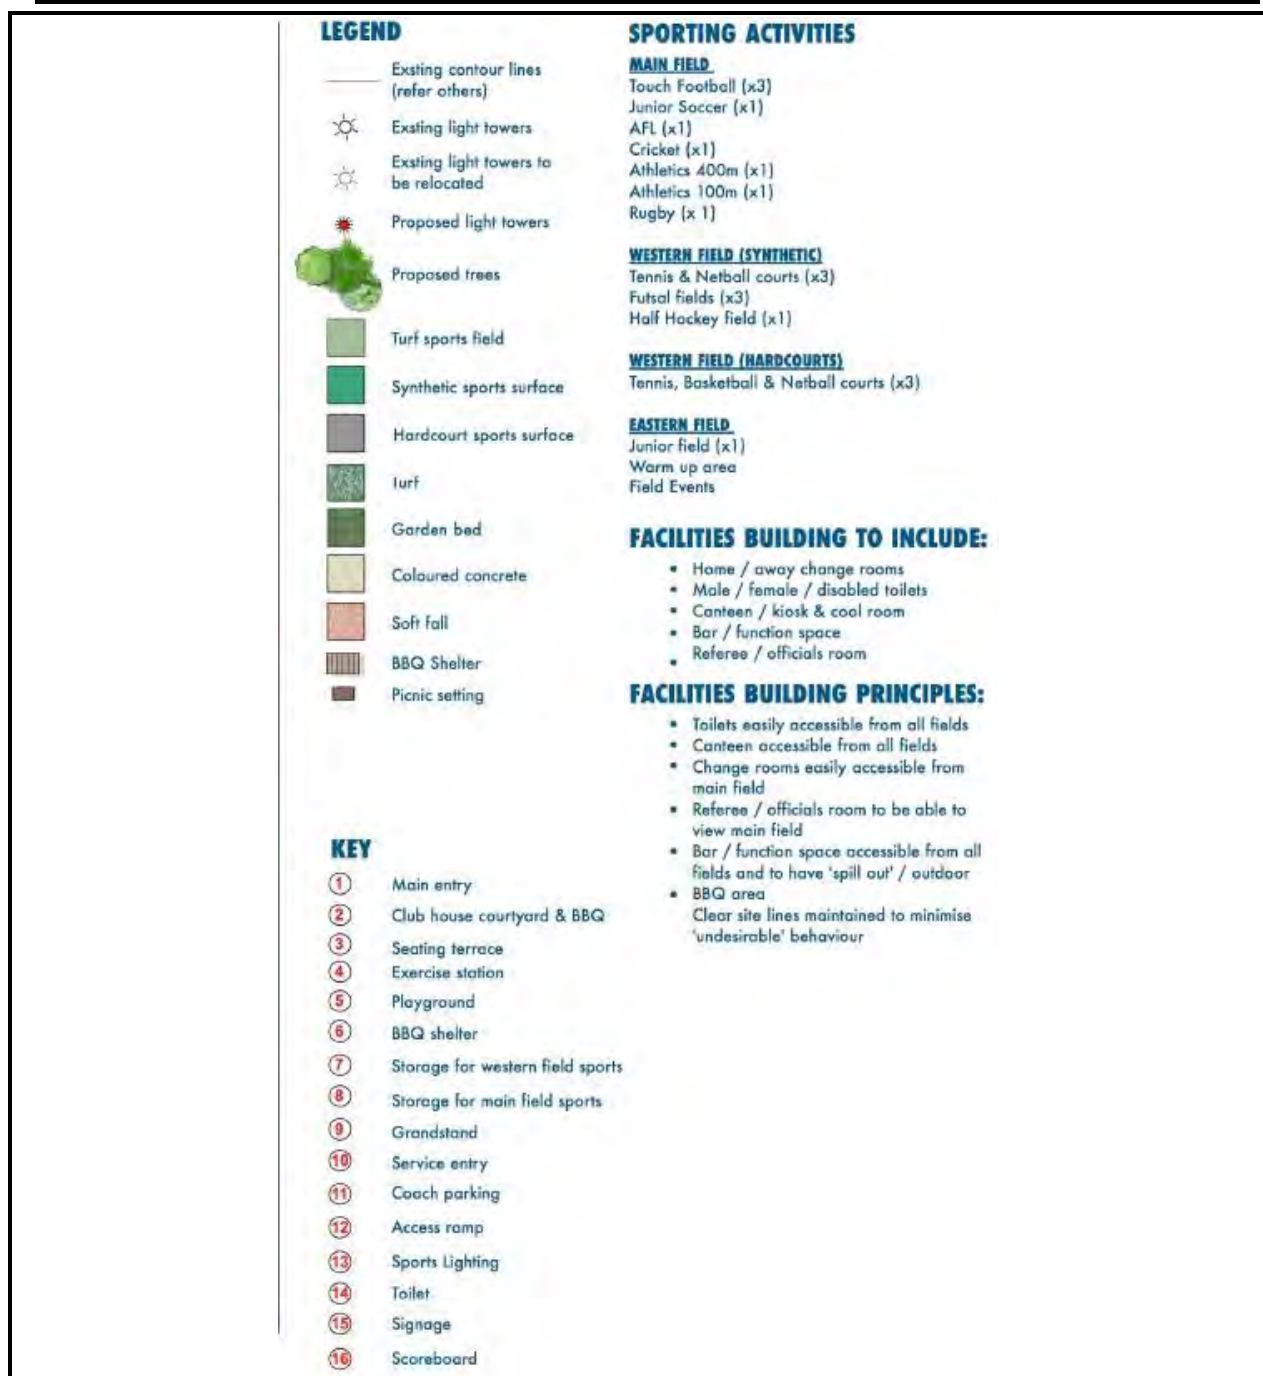 LEGEND
Exsting contour lines
(refer others)
Exsting light towers
Exsting light towers to
be relocated
Proposed light towers
Proposed trees
Turf sports field
Synthetic sports surface
Hardcourt sports surface
Turf
Garden bed
Coloured concrete
Soft fall
BBQ Shelter
Picnic setting
KEY
1 Main entry
2 Club house courtyard & BBQ
3 Seating terrace
4 Exercise station
5 Playground
6 BBQ shelter
7 Storage for western field sports
8 Storage for main field sports
9 Grandstand
10 Service entry
11 Coach parking
12 Access ramp
13 Sports Lighting
14 Toilet
15 Signage
16 Scoreboard
SPORTING ACTIVITIES
MAIN FIELD
Touch Football (x3)
Junior Soccer (x1)
AFL (x1)
Cricket (x1)
Athletics 400m (x1)
Athletics 100m (x1)
Rugby (x 1)
WESTERN FIELD (SYNTHETIC)
Tennis & Netball courts (x3)
Futsal fields (x3)
Half Hockey field (x1)
WESTERN FIELD (HARDCOURTS)
Tennis, Basketball & Netball courts (x3)
EASTERN FIELD
Junior field (x1)
Warm up area
Field Events
FACILITIES BUILDING TO INCLUDE:
• Home / away change rooms
• Male / female / disabled toilets
• Canteen / kiosk & cool room
• Bar / function space
• Referee / officials room
FACILITIES BUILDING PRINCIPLES:
• Toilets easily accessible from all fields
• Canteen accessible from all fields
• Change rooms easily accessible from
main field
• Referee / officials room to be able to
view main field
• Bar / function space accessible from all
fields and to have 'spill out' / outdoor
• BBQ area
Clear site lines maintained to minimise
'undesirable' behaviour